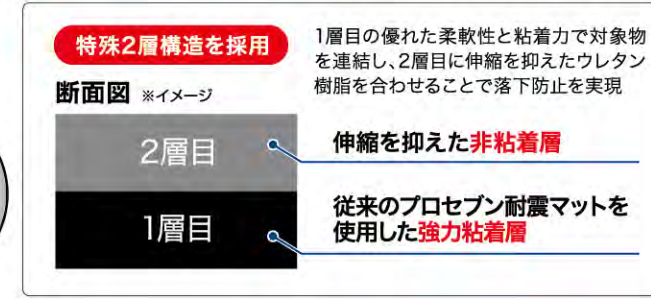 特殊2層構造を採用
1層目の優れた柔軟性と粘着力で対象物
を連結し、2層目に伸縮を抑えたウレタン
樹脂を合わせることで落下防止を実現
断面図 ※イメージ
2層目
伸縮を抑えた非粘着層
1層目
従来のプロセブン耐震マットを
使用した強力粘着層